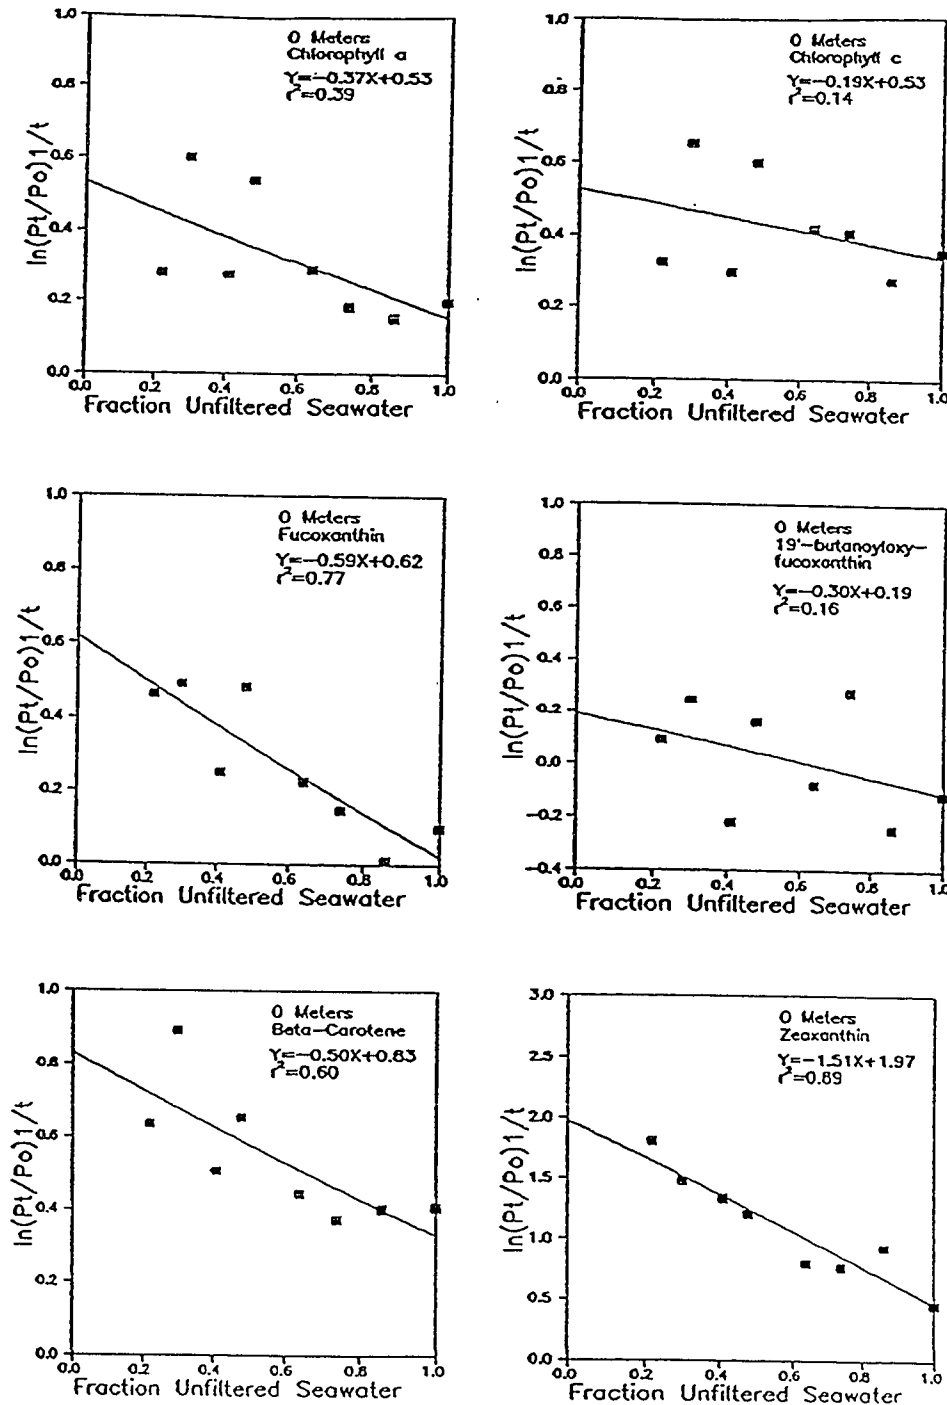 0 Meters
Chlorophyll a
Y=-0.37X+0.53
r²=0.39
ln(Pt/Po)1/t
1.0
0.8
0.6
0.4
0.2
0.0
0.0 0.2 0.4 0.6 0.8 1.0
Fraction Unfiltered Seawater
0 Meters
Chlorophyll c
Y=-0.19X+0.53
r²=0.14
ln(Pt/Po)1/t
1.0
0.8
0.6
0.4
0.2
0.0
0.0 0.2 0.4 0.6 0.8 1.0
Fraction Unfiltered Seawater
0 Meters
Fucoxanthin
Y=-0.59X+0.62
r²=0.77
ln(Pt/Po)1/t
1.0
0.8
0.6
0.4
0.2
0.0
0.0 0.2 0.4 0.6 0.8 1.0
Fraction Unfiltered Seawater
0 Meters
19'-butanoyloxy-
fucoxanthin
Y=-0.30X+0.19
r²=0.16
ln(Pt/Po)1/t
1.0
0.8
0.6
0.4
0.2
0.0
-0.2
-0.4
0.0 0.2 0.4 0.6 0.8 1.0
Fraction Unfiltered Seawater
0 Meters
Beta-Carotene
Y=-0.50X+0.83
r²=0.60
ln(Pt/Po)1/t
1.0
0.8
0.6
0.4
0.2
0.0
0.0 0.2 0.4 0.6 0.8 1.0
Fraction Unfiltered Seawater
0 Meters
Zeaxanthin
Y=-1.51X+1.97
r²=0.89
ln(Pt/Po)1/t
3.0
2.5
2.0
1.5
1.0
0.5
0.0
0.0 0.2 0.4 0.6 0.8 1.0
Fraction Unfiltered Seawater